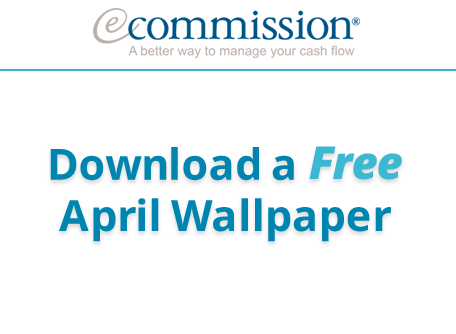 ecommission®
A better way to manage your cash flow
Download a Free
April Wallpaper